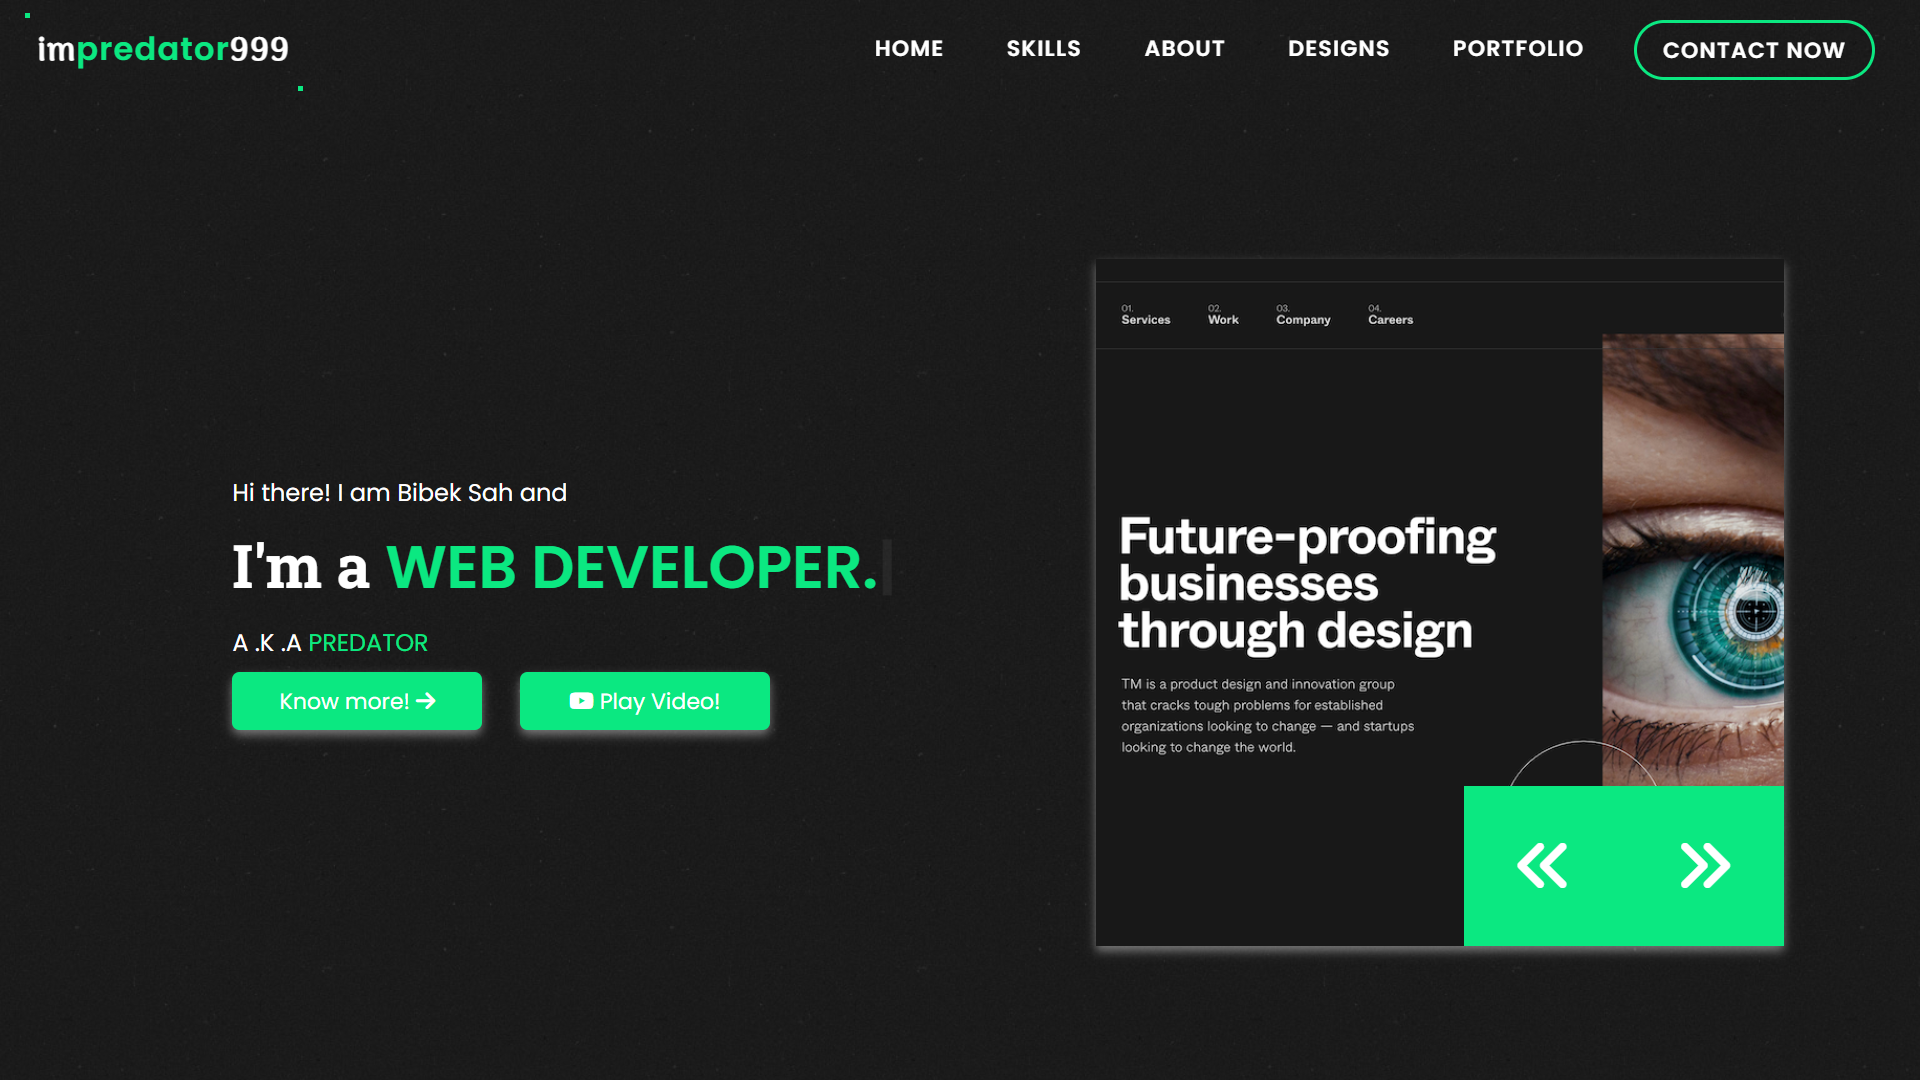 impredator999
HOME SKILLS ABOUT DESIGNS PORTFOLIO CONTACT NOW
Hi there! I am Bibek Sah and
I'm a WEB DEVELOPER.
A .K .A PREDATOR
Know more! Play Video!
01. 02. 03. 04.
Services Work Company Careers
Future-proofing
businesses
through design
TM is a product design and innovation group
that cracks tough problems for established
organizations looking to change — and startups
looking to change the world.